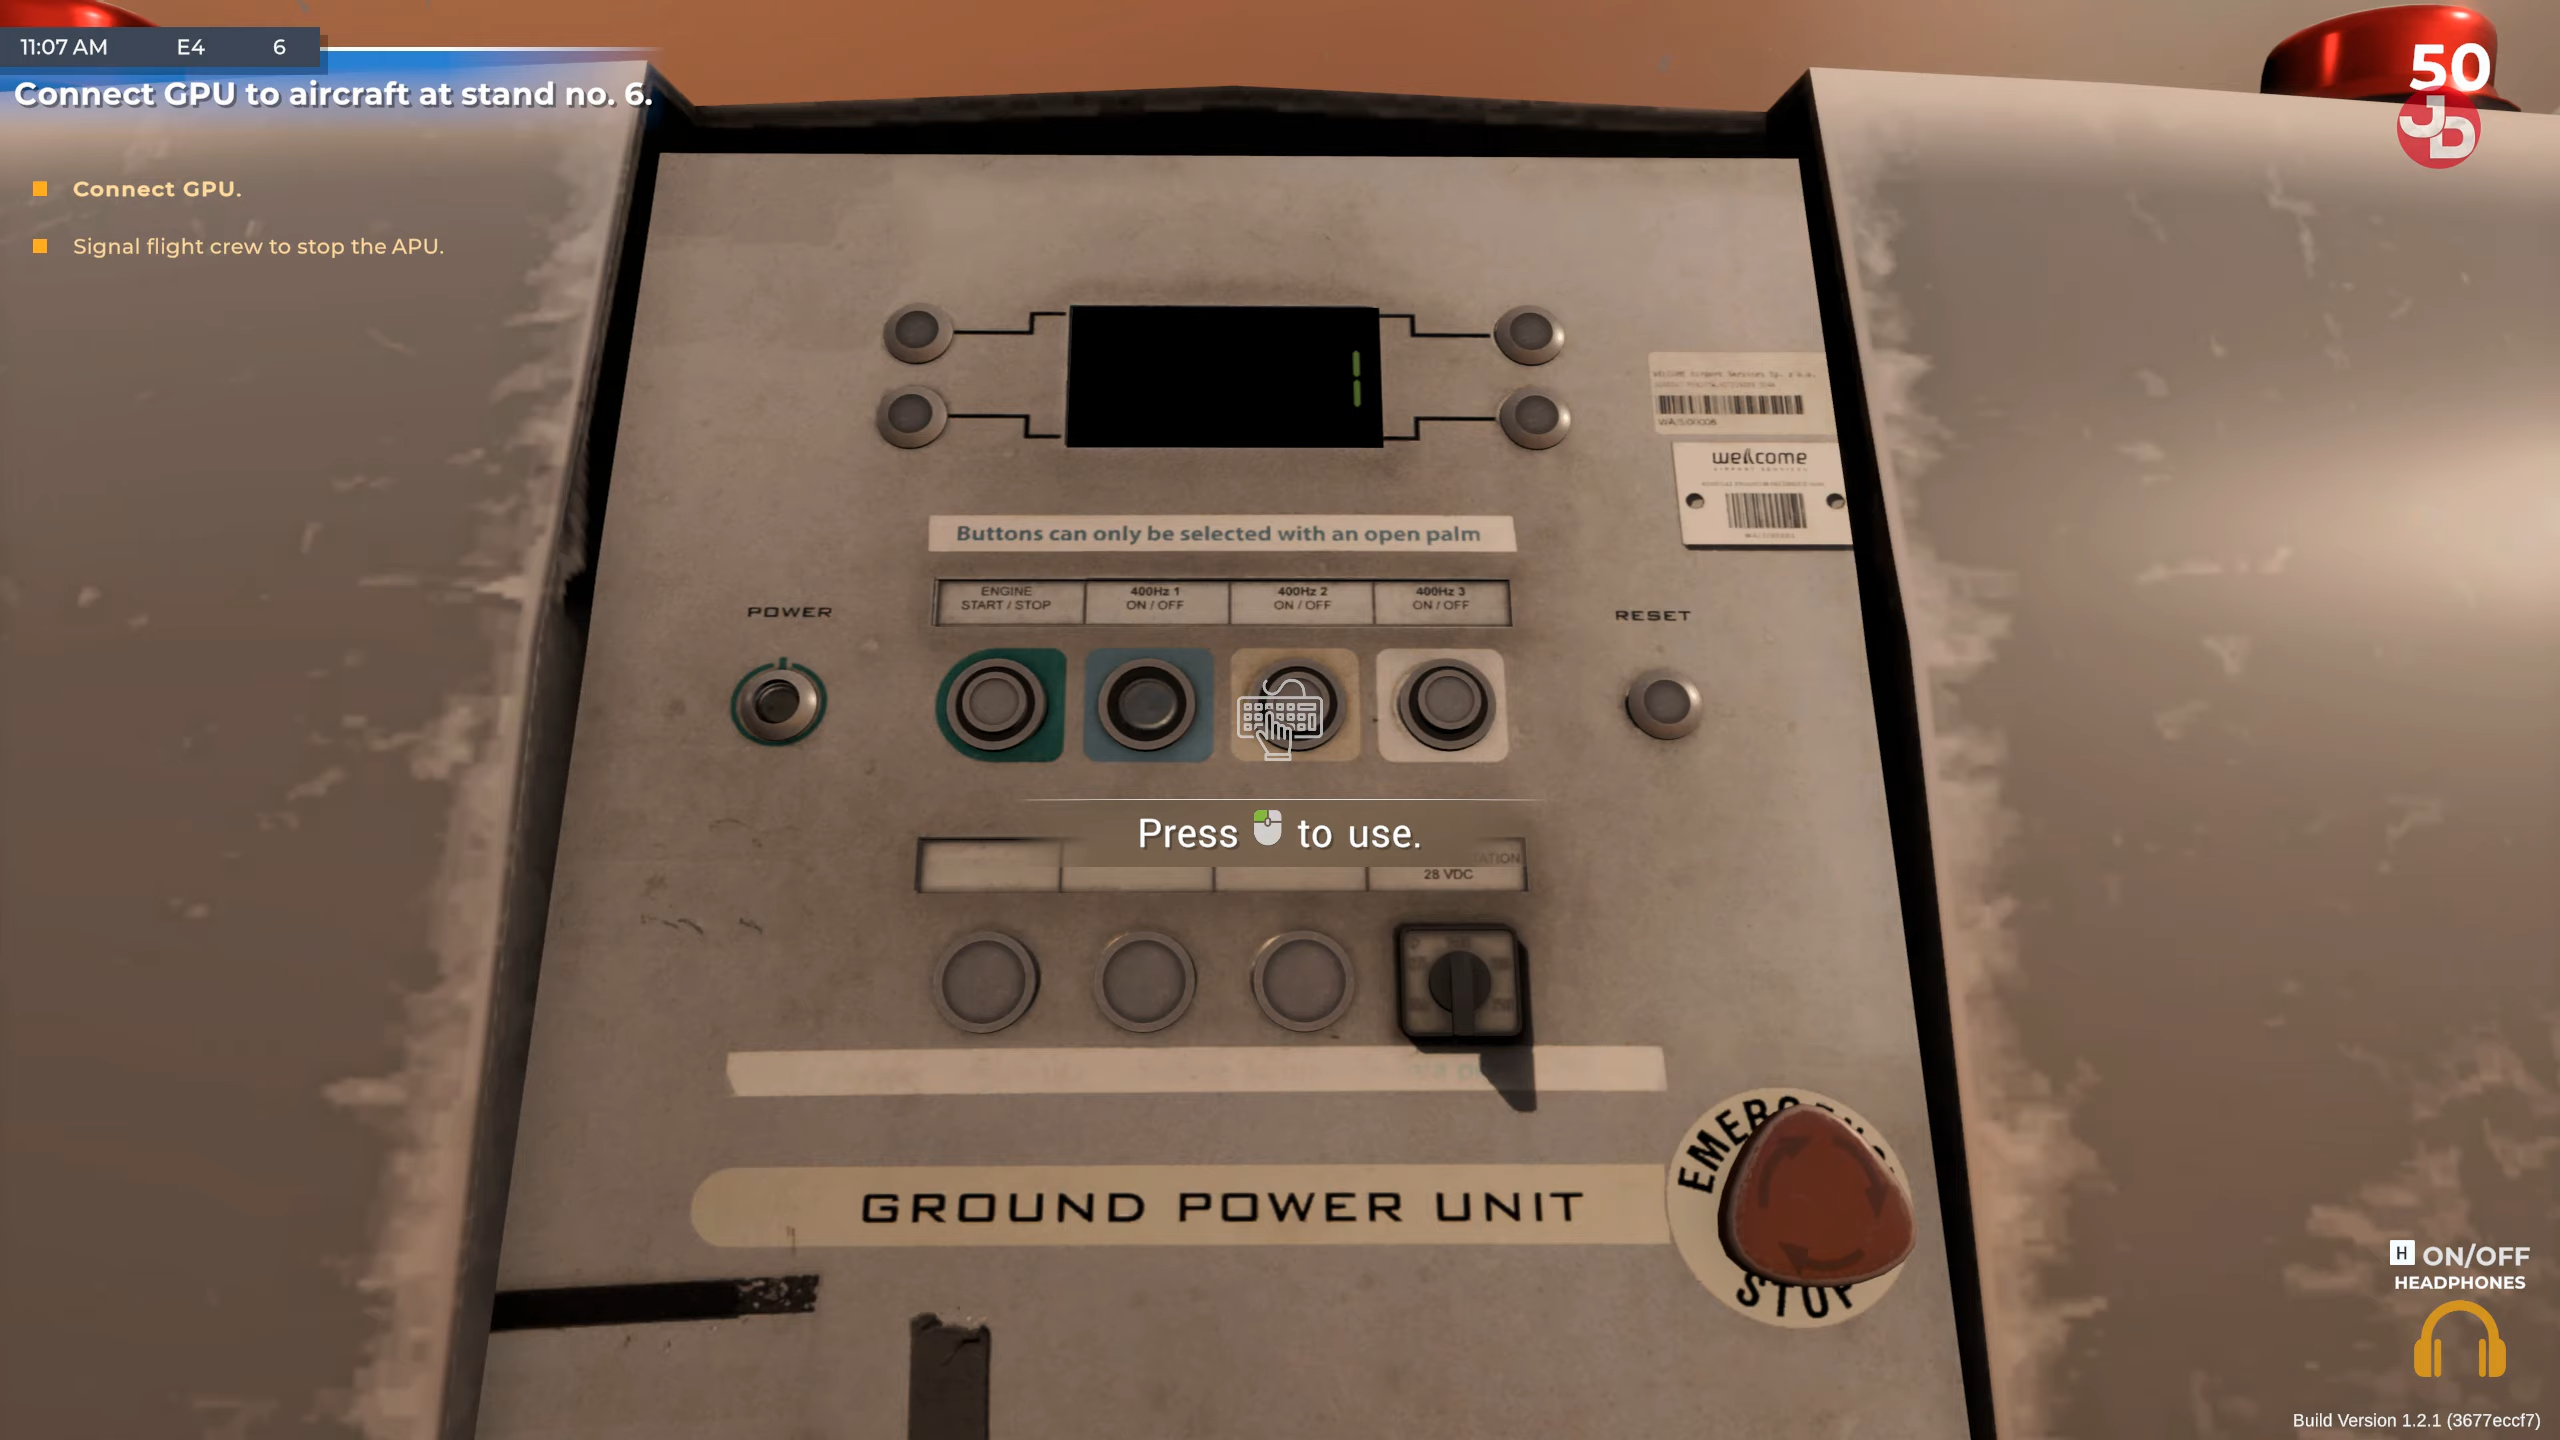 11:07 AM E4 6
Connect GPU to aircraft at stand no. 6.
Connect GPU.
Signal flight crew to stop the APU.
50
JD
welcome
Buttons can only be selected with an open palm
ENGINE START / STOP
400Hz 1 ON / OFF
400Hz 2 ON / OFF
400Hz 3 ON / OFF
POWER
RESET
Press to use.
28 VDC
GROUND POWER UNIT
STOP
H ON/OFF
HEADPHONES
Build Version 1.2.1 (3677eccf7)